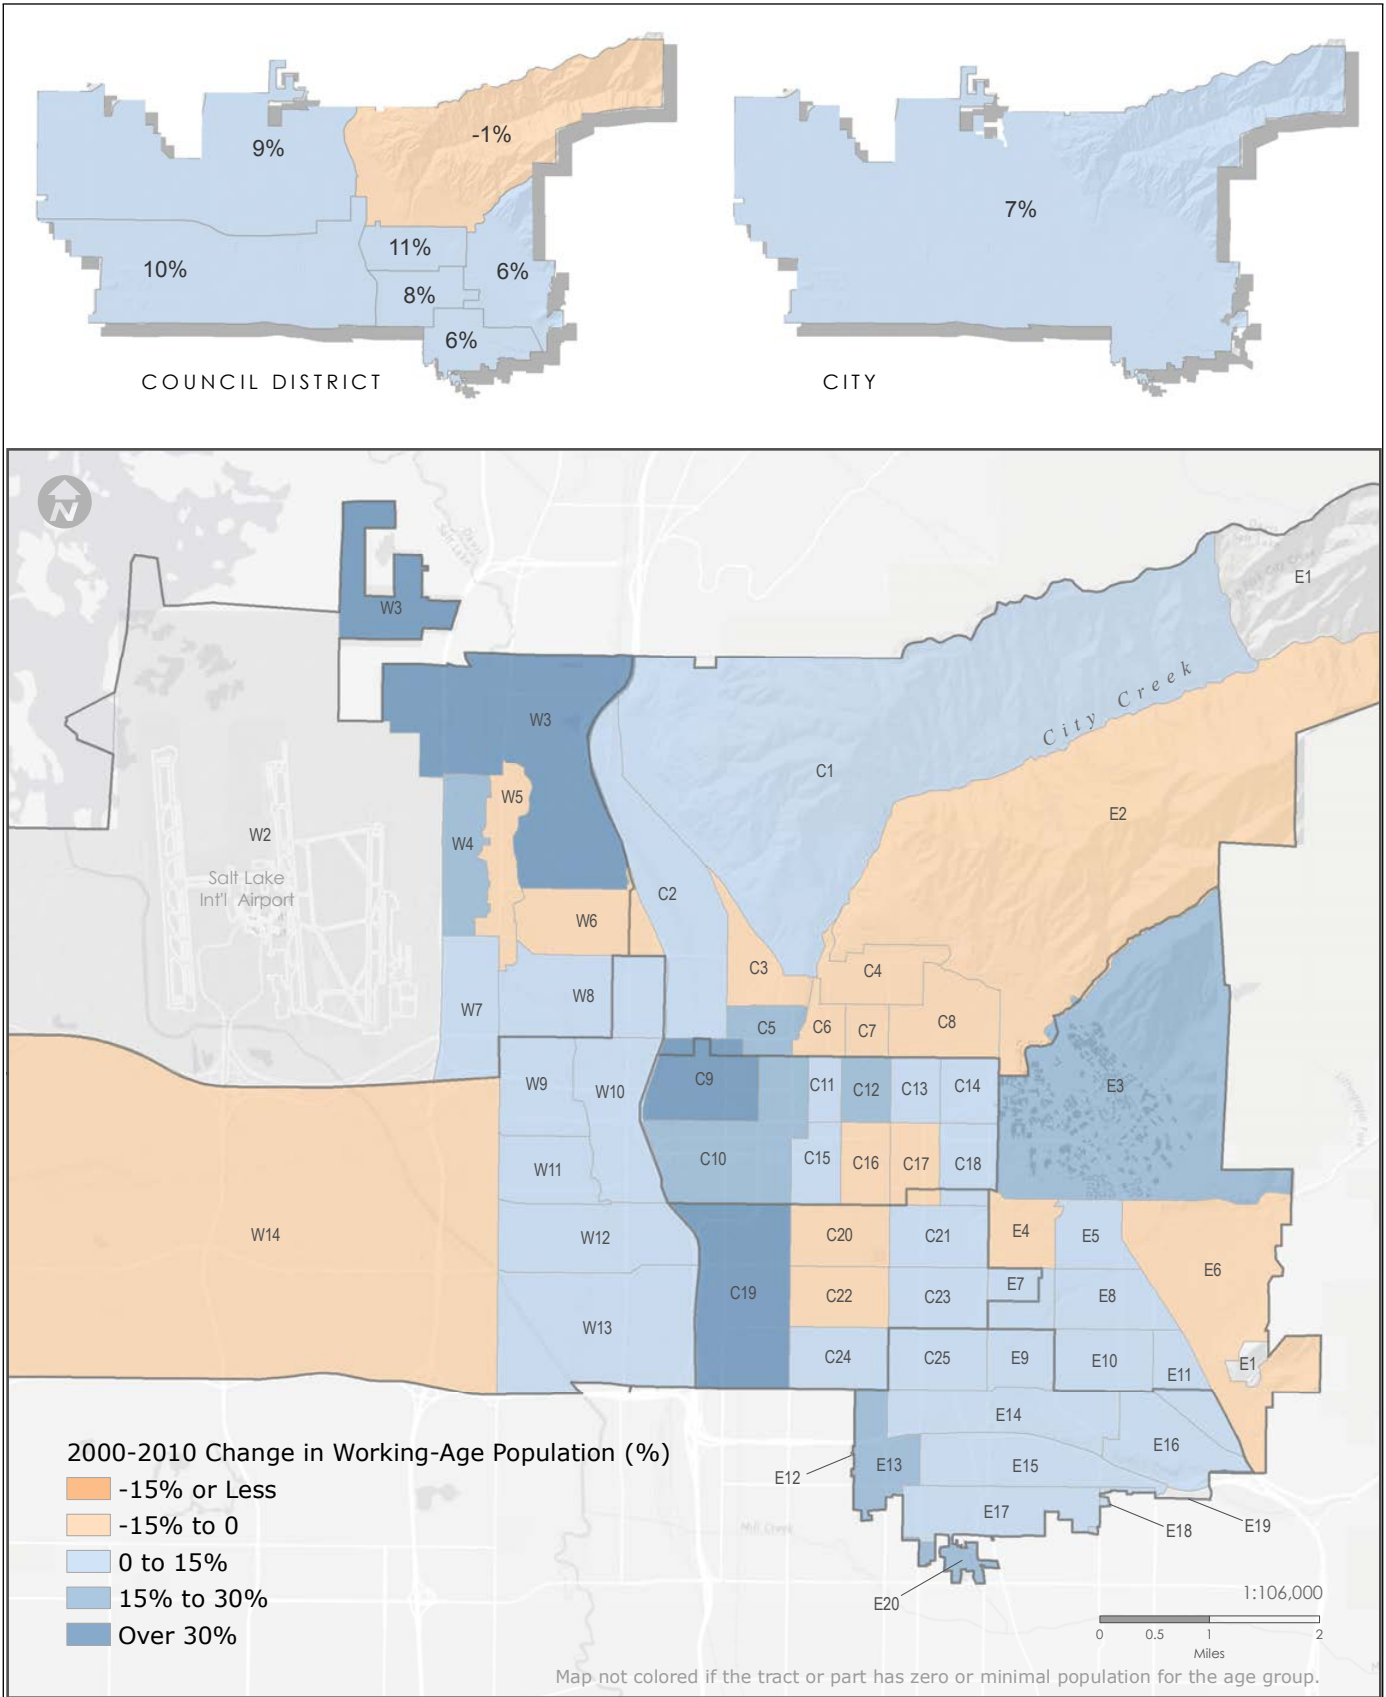 9%
-1%
11%
10%
6%
8%
6%
COUNCIL DISTRICT
7%
CITY
N
W3
E1
W3
City Creek
C1
W5
E2
W4
W2
Salt Lake
Int'l Airport
C2
W6
C3
C4
W7
W8
C5
C6
C7
C8
W9
W10
C9
C11
C12
C13
C14
E3
W11
C10
C15
C16
C17
C18
W14
W12
C20
C21
E4
E5
E6
C19
C22
C23
E7
E8
W13
C24
C25
E9
E10
E11
E1
E14
E16
E12
E13
E15
E17
E18
E19
E20
Mill Creek
2000-2010 Change in Working-Age Population (%)
-15% or Less
-15% to 0
0 to 15%
15% to 30%
Over 30%
1:106,000
0 0.5 1 2
Miles
Map not colored if the tract or part has zero or minimal population for the age group.